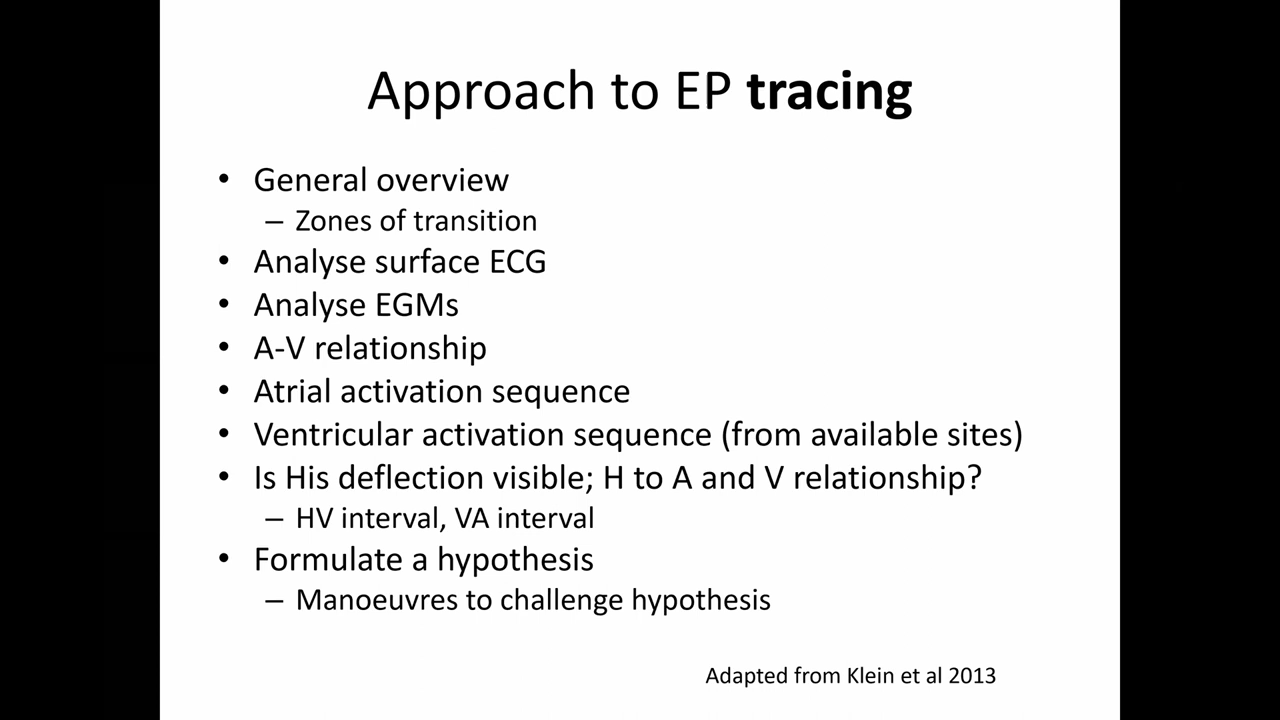 Approach to EP tracing
• General overview
– Zones of transition
• Analyse surface ECG
• Analyse EGMs
• A-V relationship
• Atrial activation sequence
• Ventricular activation sequence (from available sites)
• Is His deflection visible; H to A and V relationship?
– HV interval, VA interval
• Formulate a hypothesis
– Manoeuvres to challenge hypothesis
Adapted from Klein et al 2013